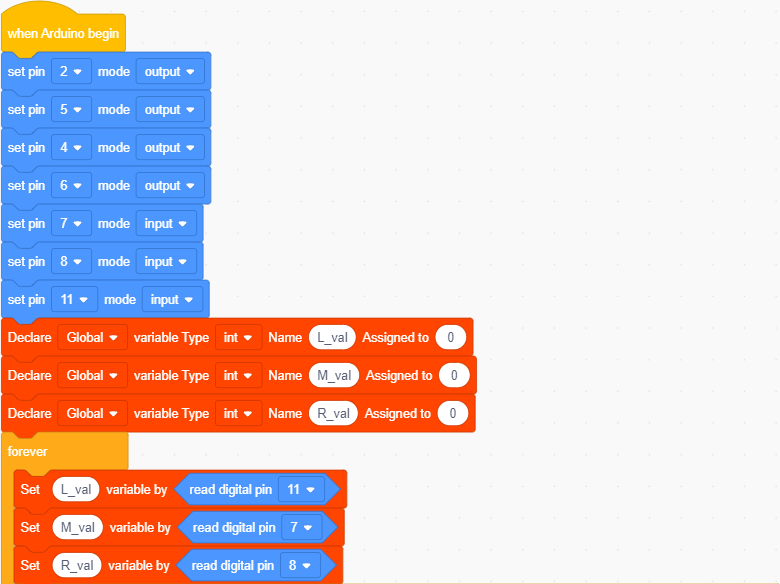 when Arduino begin
set pin 2 mode output
set pin 5 mode output
set pin 4 mode output
set pin 6 mode output
set pin 7 mode input
set pin 8 mode input
set pin 11 mode input
Declare Global variable Type int Name L_val Assigned to 0
Declare Global variable Type int Name M_val Assigned to 0
Declare Global variable Type int Name R_val Assigned to 0
forever
Set L_val variable by read digital pin 11
Set M_val variable by read digital pin 7
Set R_val variable by read digital pin 8